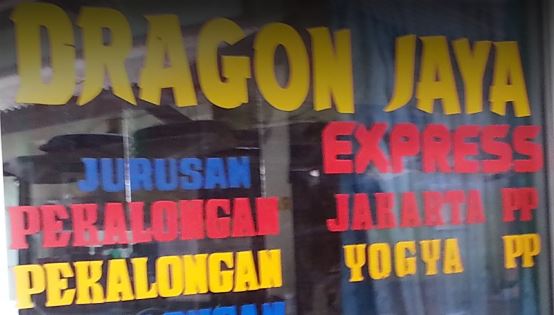 DRAGON JAYA
EXPRESS
JURUSAN
PEKALONGAN JAKARTA PP
PEKALONGAN YOGYA PP